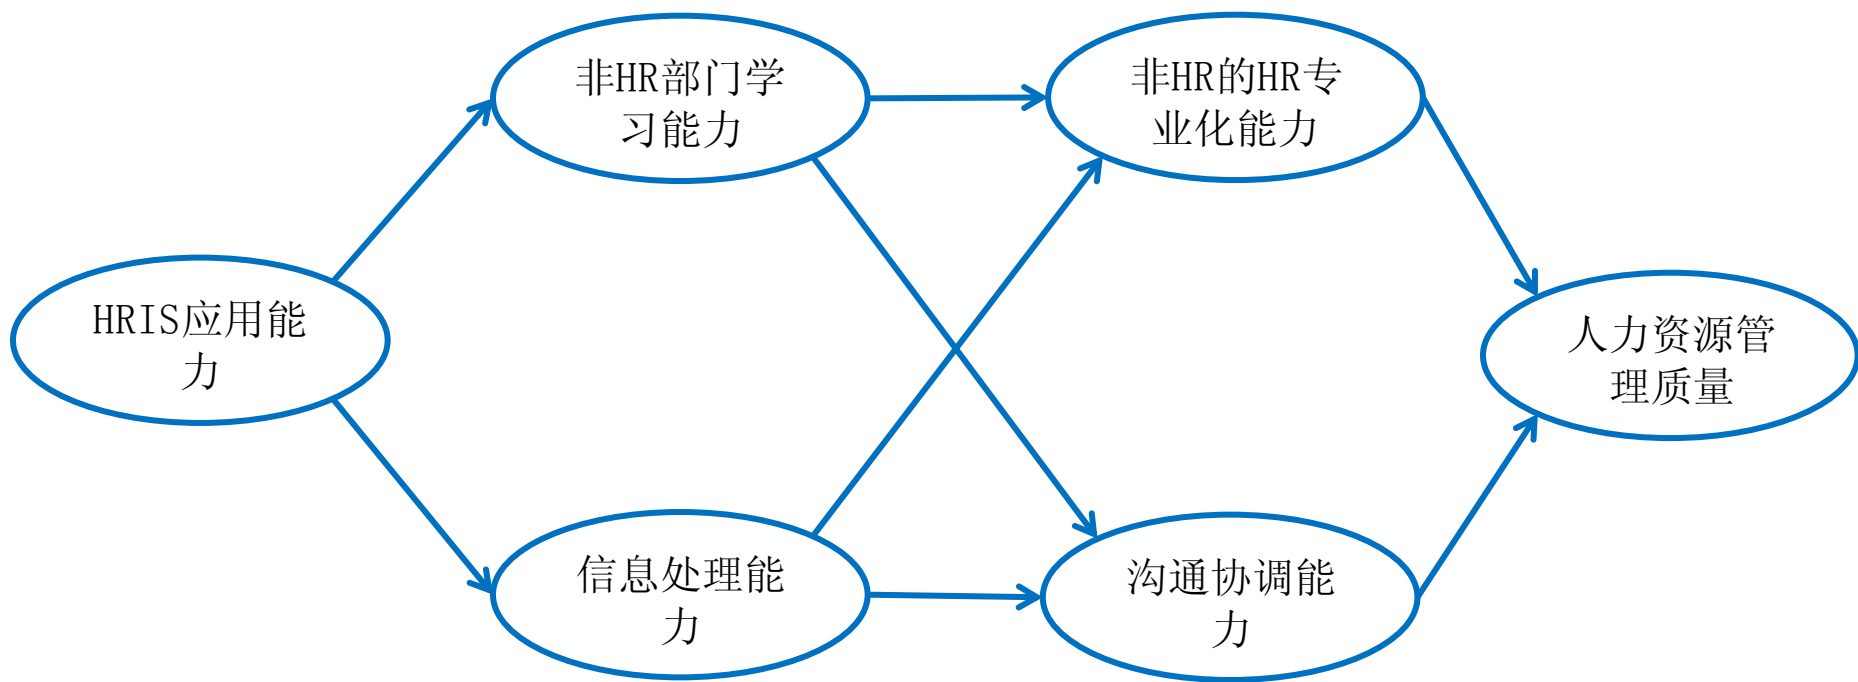 非HR部门学
习能力
非HR的HR专
业化能力
HRIS应用能
力
人力资源管
理质量
信息处理能
力
沟通协调能
力